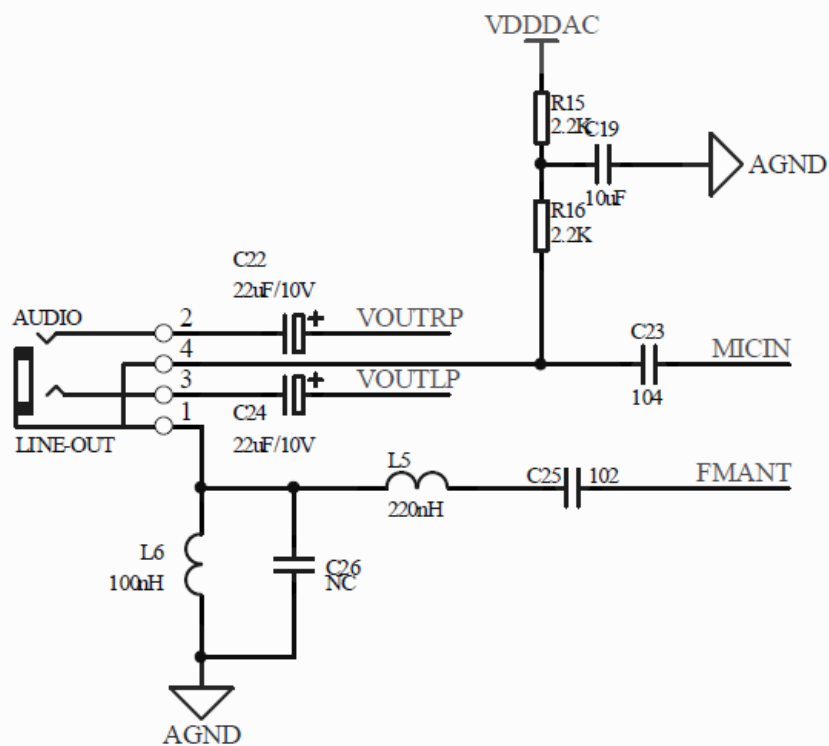 VDDDAC
R15
2.2K
C19
10uF
AGND
R16
2.2K
C22
22uF/10V
AUDIO
2
VOUTRP
4
C23
MICIN
104
3
VOUTLP
C24
22uF/10V
1
LINE-OUT
L5
220nH
C25
102
FMANT
L6
100nH
C26
NC
AGND